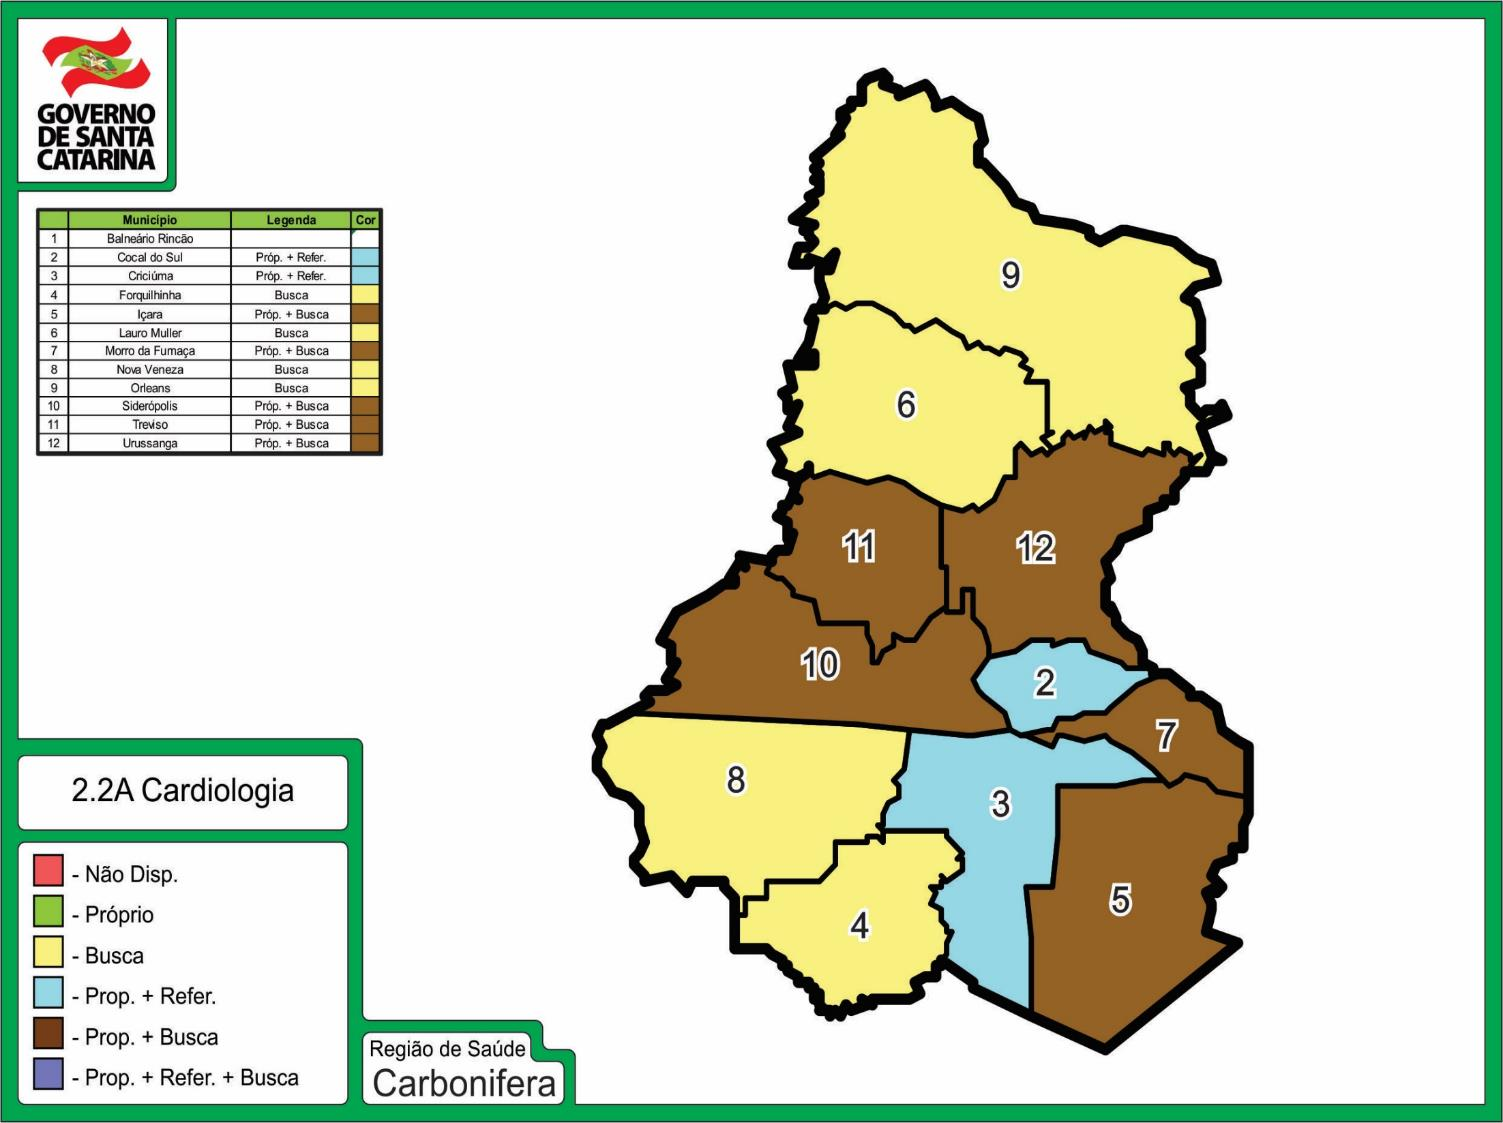 GOVERNO
DE SANTA
CATARINA
Município Legenda Cor
1 Balneário Rincão
2 Cocal do Sul Próp. + Refer.
3 Criciúma Próp. + Refer.
4 Forquilhinha Busca
5 Içara Próp. + Busca
6 Lauro Muller Busca
7 Morro da Fumaça Próp. + Busca
8 Nova Veneza Busca
9 Orleans Busca
10 Siderópolis Próp. + Busca
11 Treviso Próp. + Busca
12 Urussanga Próp. + Busca
9
6
11
12
10
2
7
8
3
5
4
2.2A Cardiologia
- Não Disp.
- Próprio
- Busca
- Prop. + Refer.
- Prop. + Busca
- Prop. + Refer. + Busca
Região de Saúde
Carbonifera